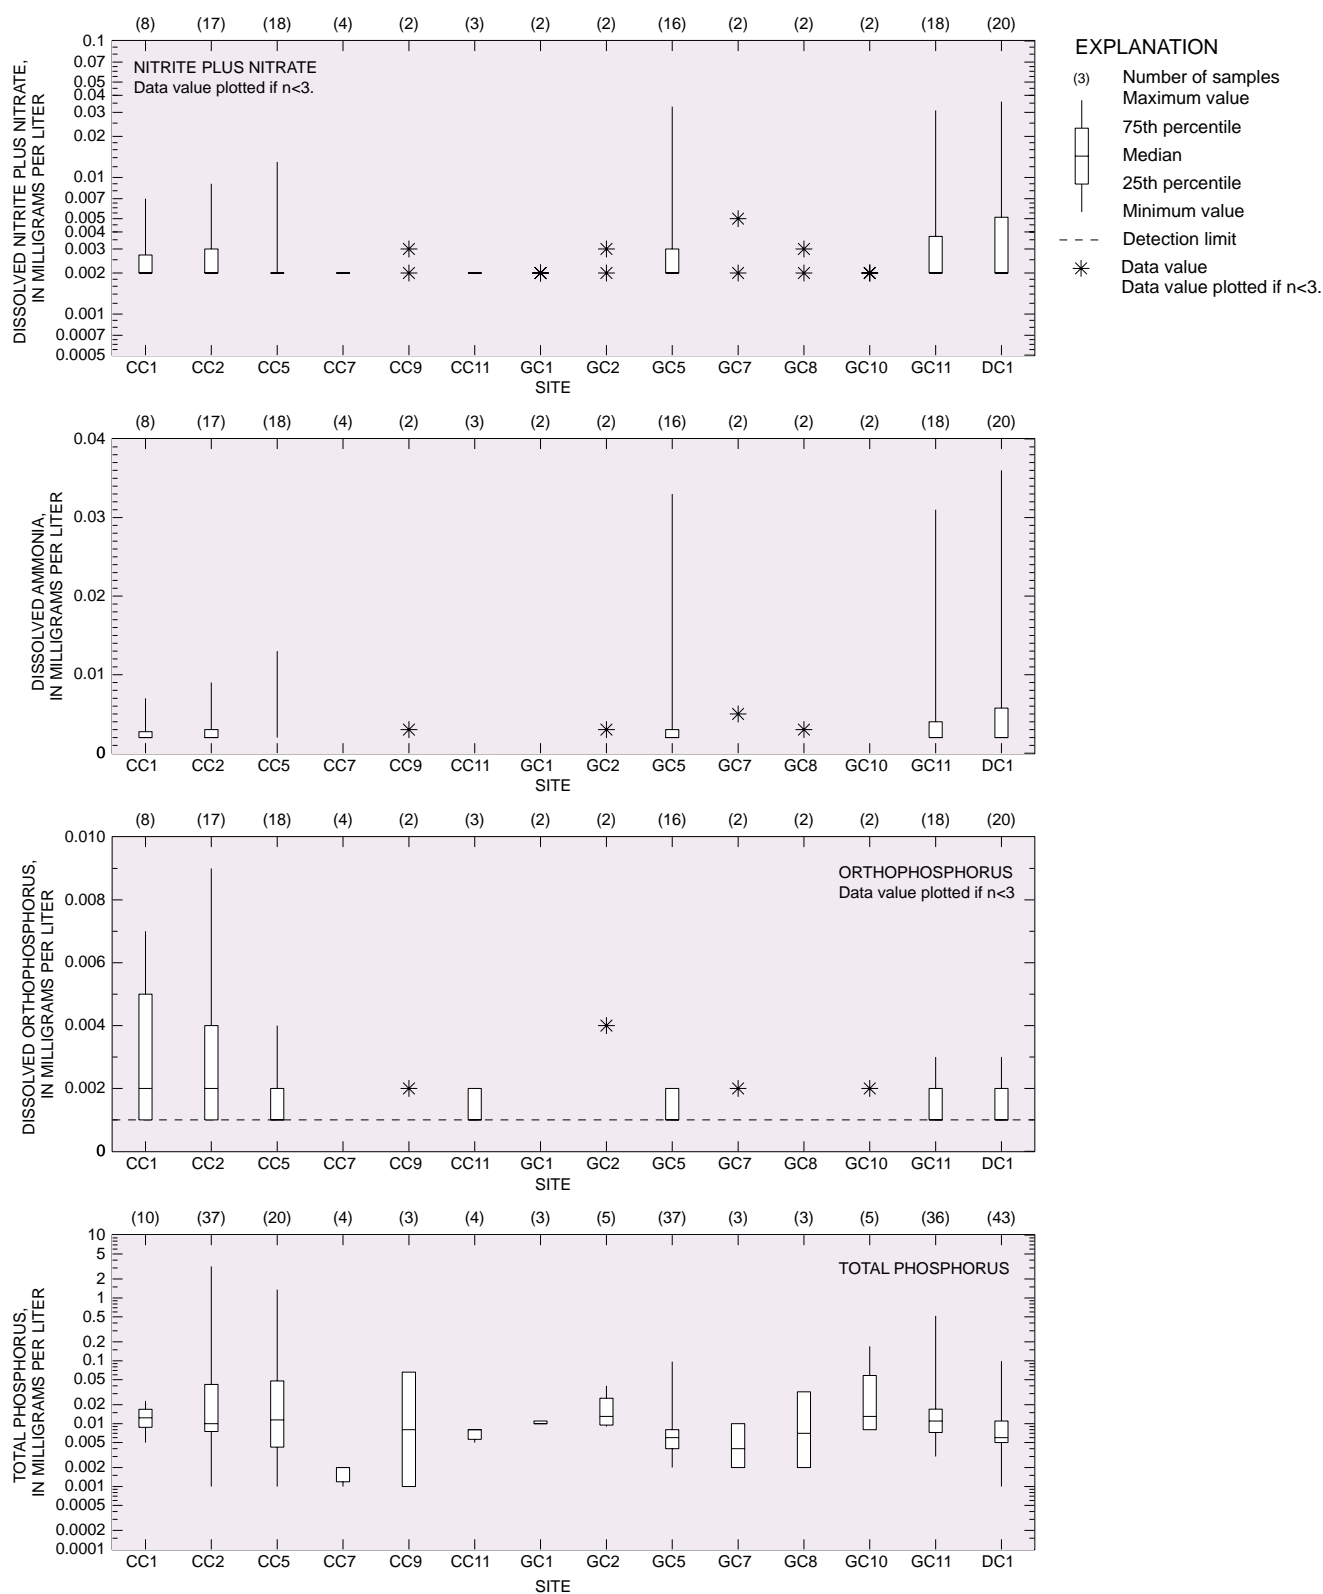 (8) (17) (18) (4) (2) (3) (2) (2) (16) (2) (2) (2) (18) (20)
DISSOLVED NITRITE PLUS NITRATE,
IN MILLIGRAMS PER LITER
0.1
0.07
0.05
0.04
0.03
0.02
0.01
0.007
0.005
0.004
0.003
0.002
0.001
0.0007
0.0005
NITRITE PLUS NITRATE
Data value plotted if n<3.
CC1 CC2 CC5 CC7 CC9 CC11 GC1 GC2 GC5 GC7 GC8 GC10 GC11 DC1
SITE
EXPLANATION
(3) Number of samples
Maximum value
75th percentile
Median
25th percentile
Minimum value
Detection limit
Data value
Data value plotted if n<3.
(8) (17) (18) (4) (2) (3) (2) (2) (16) (2) (2) (2) (18) (20)
DISSOLVED AMMONIA,
IN MILLIGRAMS PER LITER
0.04
0.03
0.02
0.01
0
CC1 CC2 CC5 CC7 CC9 CC11 GC1 GC2 GC5 GC7 GC8 GC10 GC11 DC1
SITE
(8) (17) (18) (4) (2) (3) (2) (2) (16) (2) (2) (2) (18) (20)
DISSOLVED ORTHOPHOSPHORUS,
IN MILLIGRAMS PER LITER
0.010
0.008
0.006
0.004
0.002
0
ORTHOPHOSPHORUS
Data value plotted if n<3
CC1 CC2 CC5 CC7 CC9 CC11 GC1 GC2 GC5 GC7 GC8 GC10 GC11 DC1
SITE
(10) (37) (20) (4) (3) (4) (3) (5) (37) (3) (3) (5) (36) (43)
TOTAL PHOSPHORUS,
IN MILLIGRAMS PER LITER
10
5
2
1
0.5
0.2
0.1
0.05
0.02
0.01
0.005
0.002
0.001
0.0005
0.0002
0.0001
TOTAL PHOSPHORUS
CC1 CC2 CC5 CC7 CC9 CC11 GC1 GC2 GC5 GC7 GC8 GC10 GC11 DC1
SITE